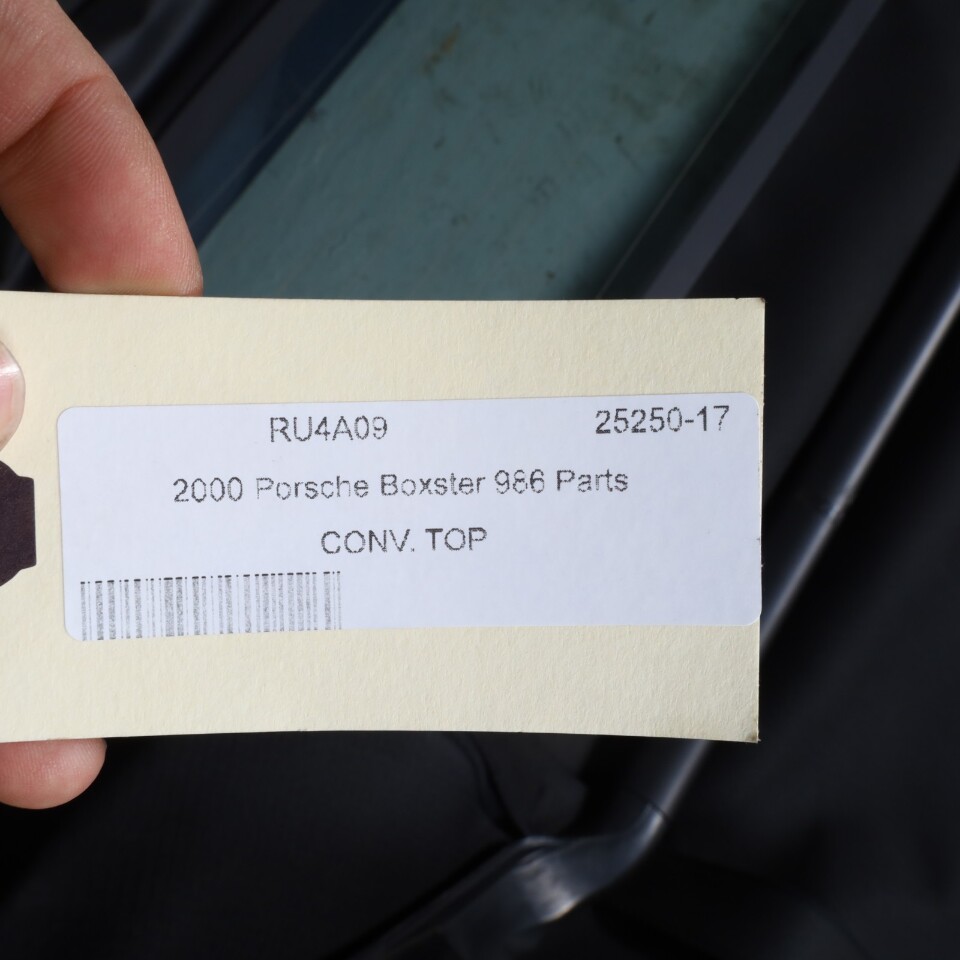 RU4A09 25250-17
2000 Porsche Boxster 986 Parts
CONV. TOP